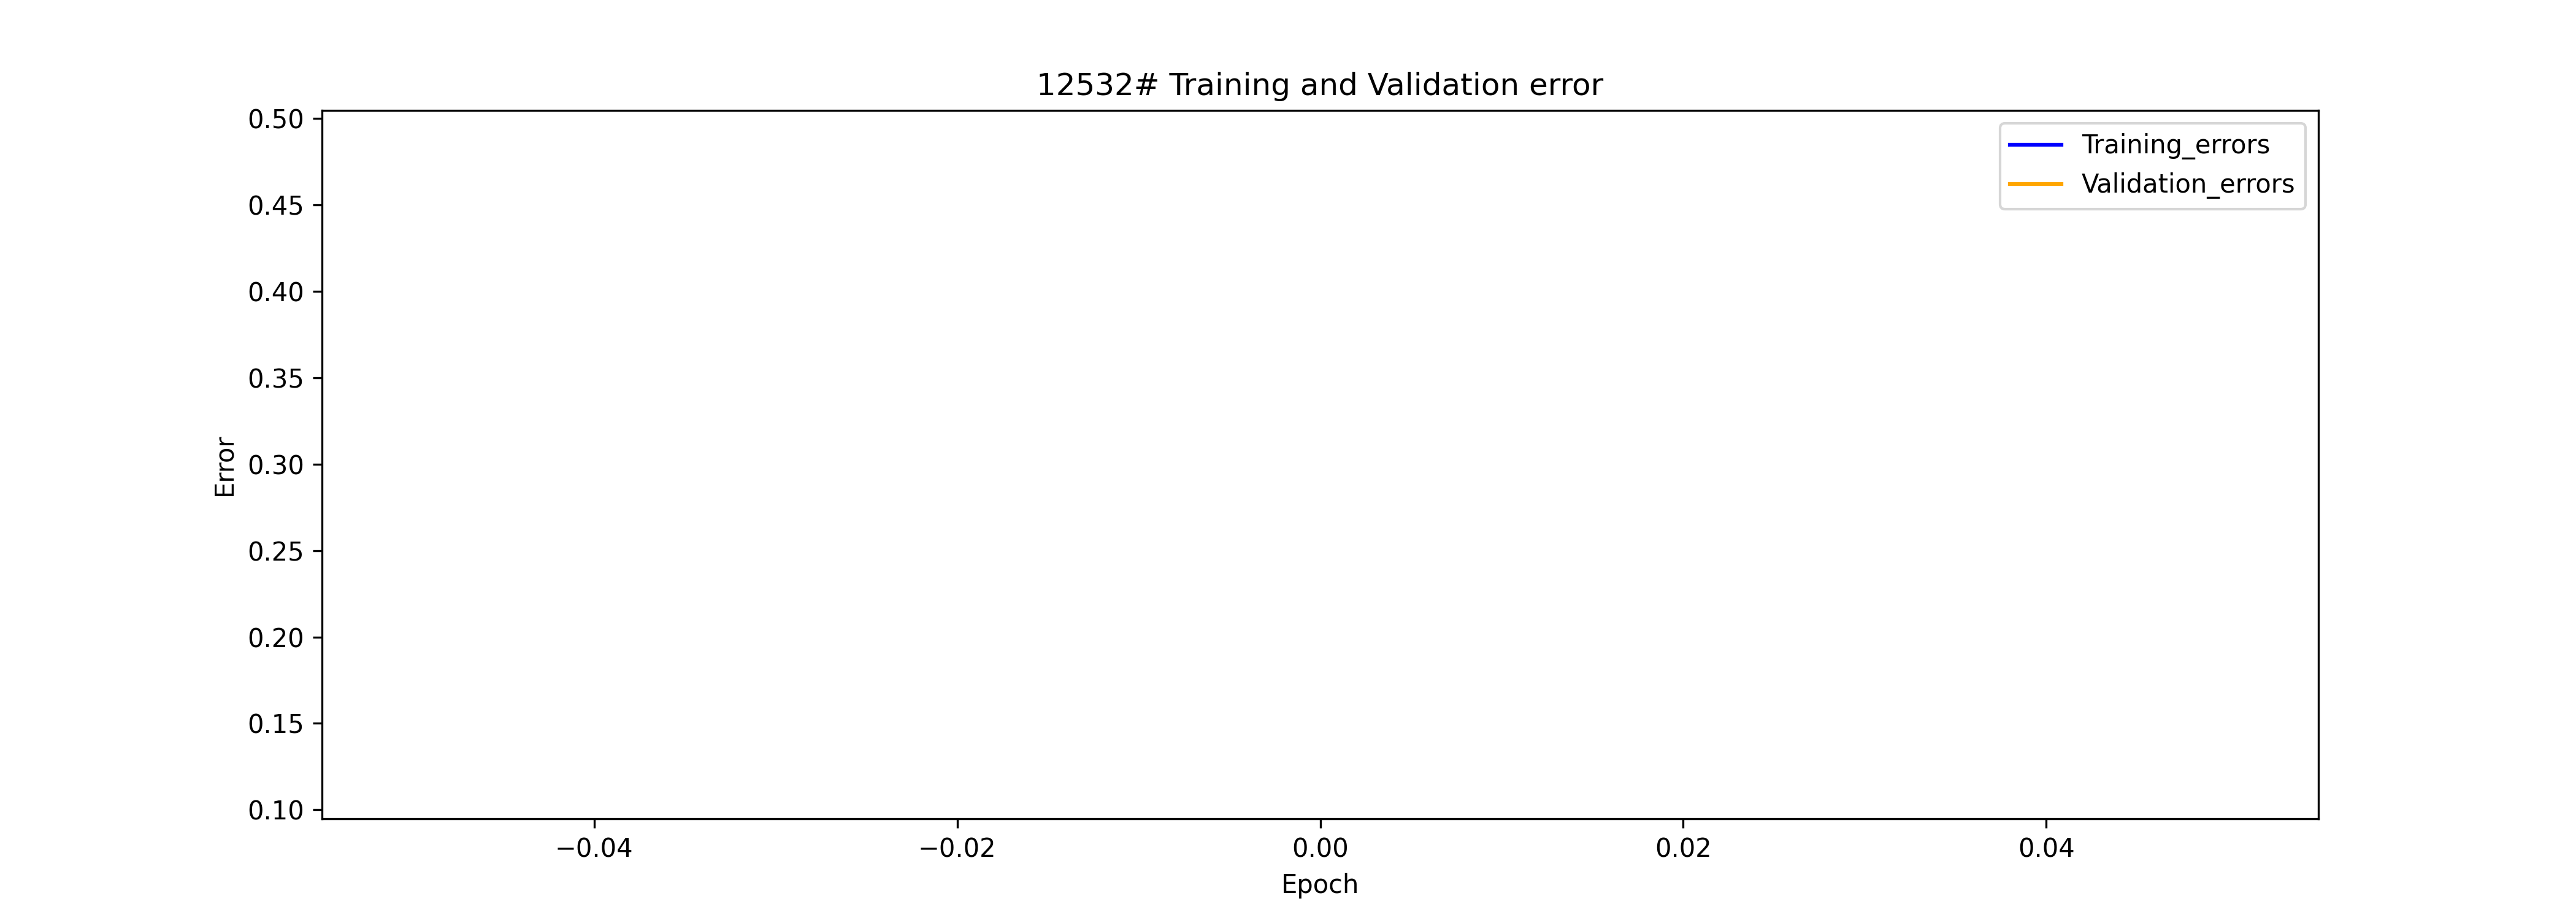 12532# Training and Validation error
Training_errors
Validation_errors
0.50
0.45
0.40
0.35
0.30
0.25
0.20
0.15
0.10
Error
−0.04
−0.02
0.00
0.02
0.04
Epoch